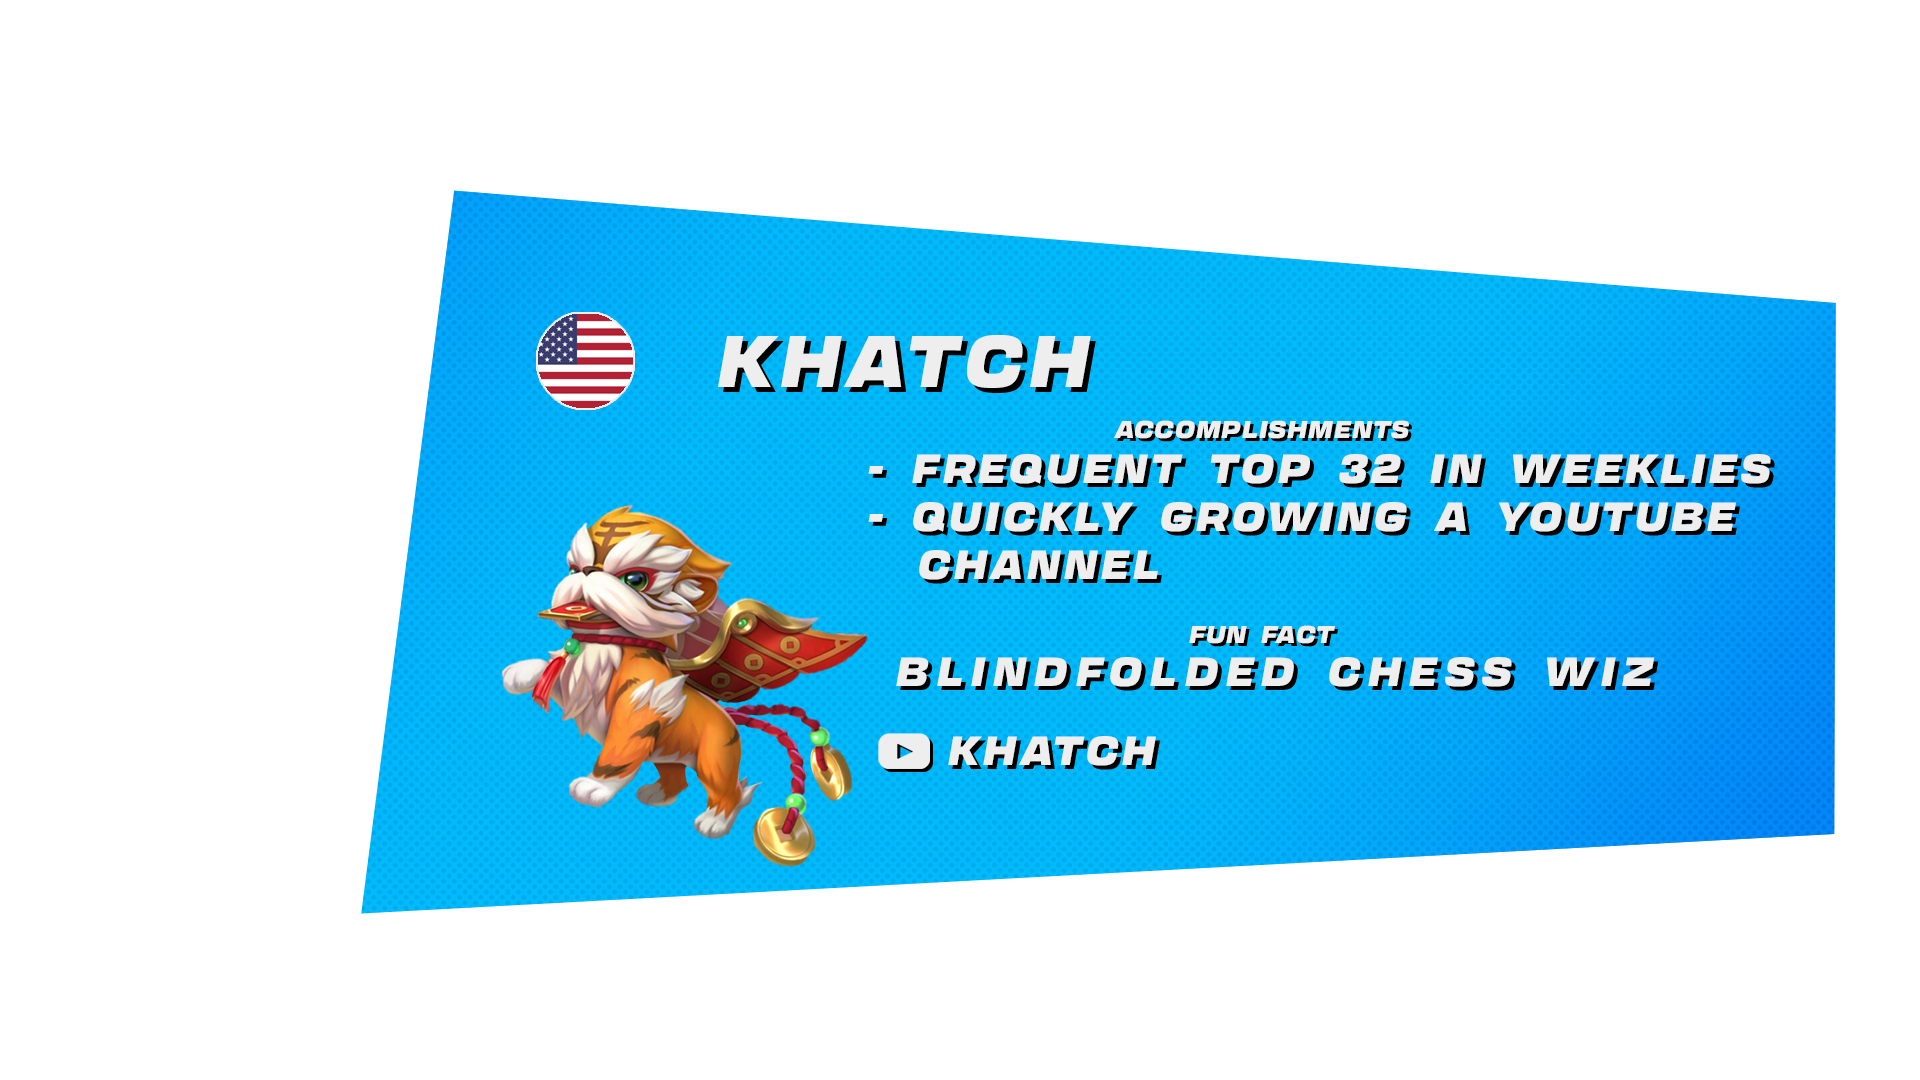 KHATCH
ACCOMPLISHMENTS
- FREQUENT TOP 32 IN WEEKLIES
- QUICKLY GROWING A YOUTUBE
CHANNEL
FUN FACT
BLINDFOLDED CHESS WIZ
KHATCH